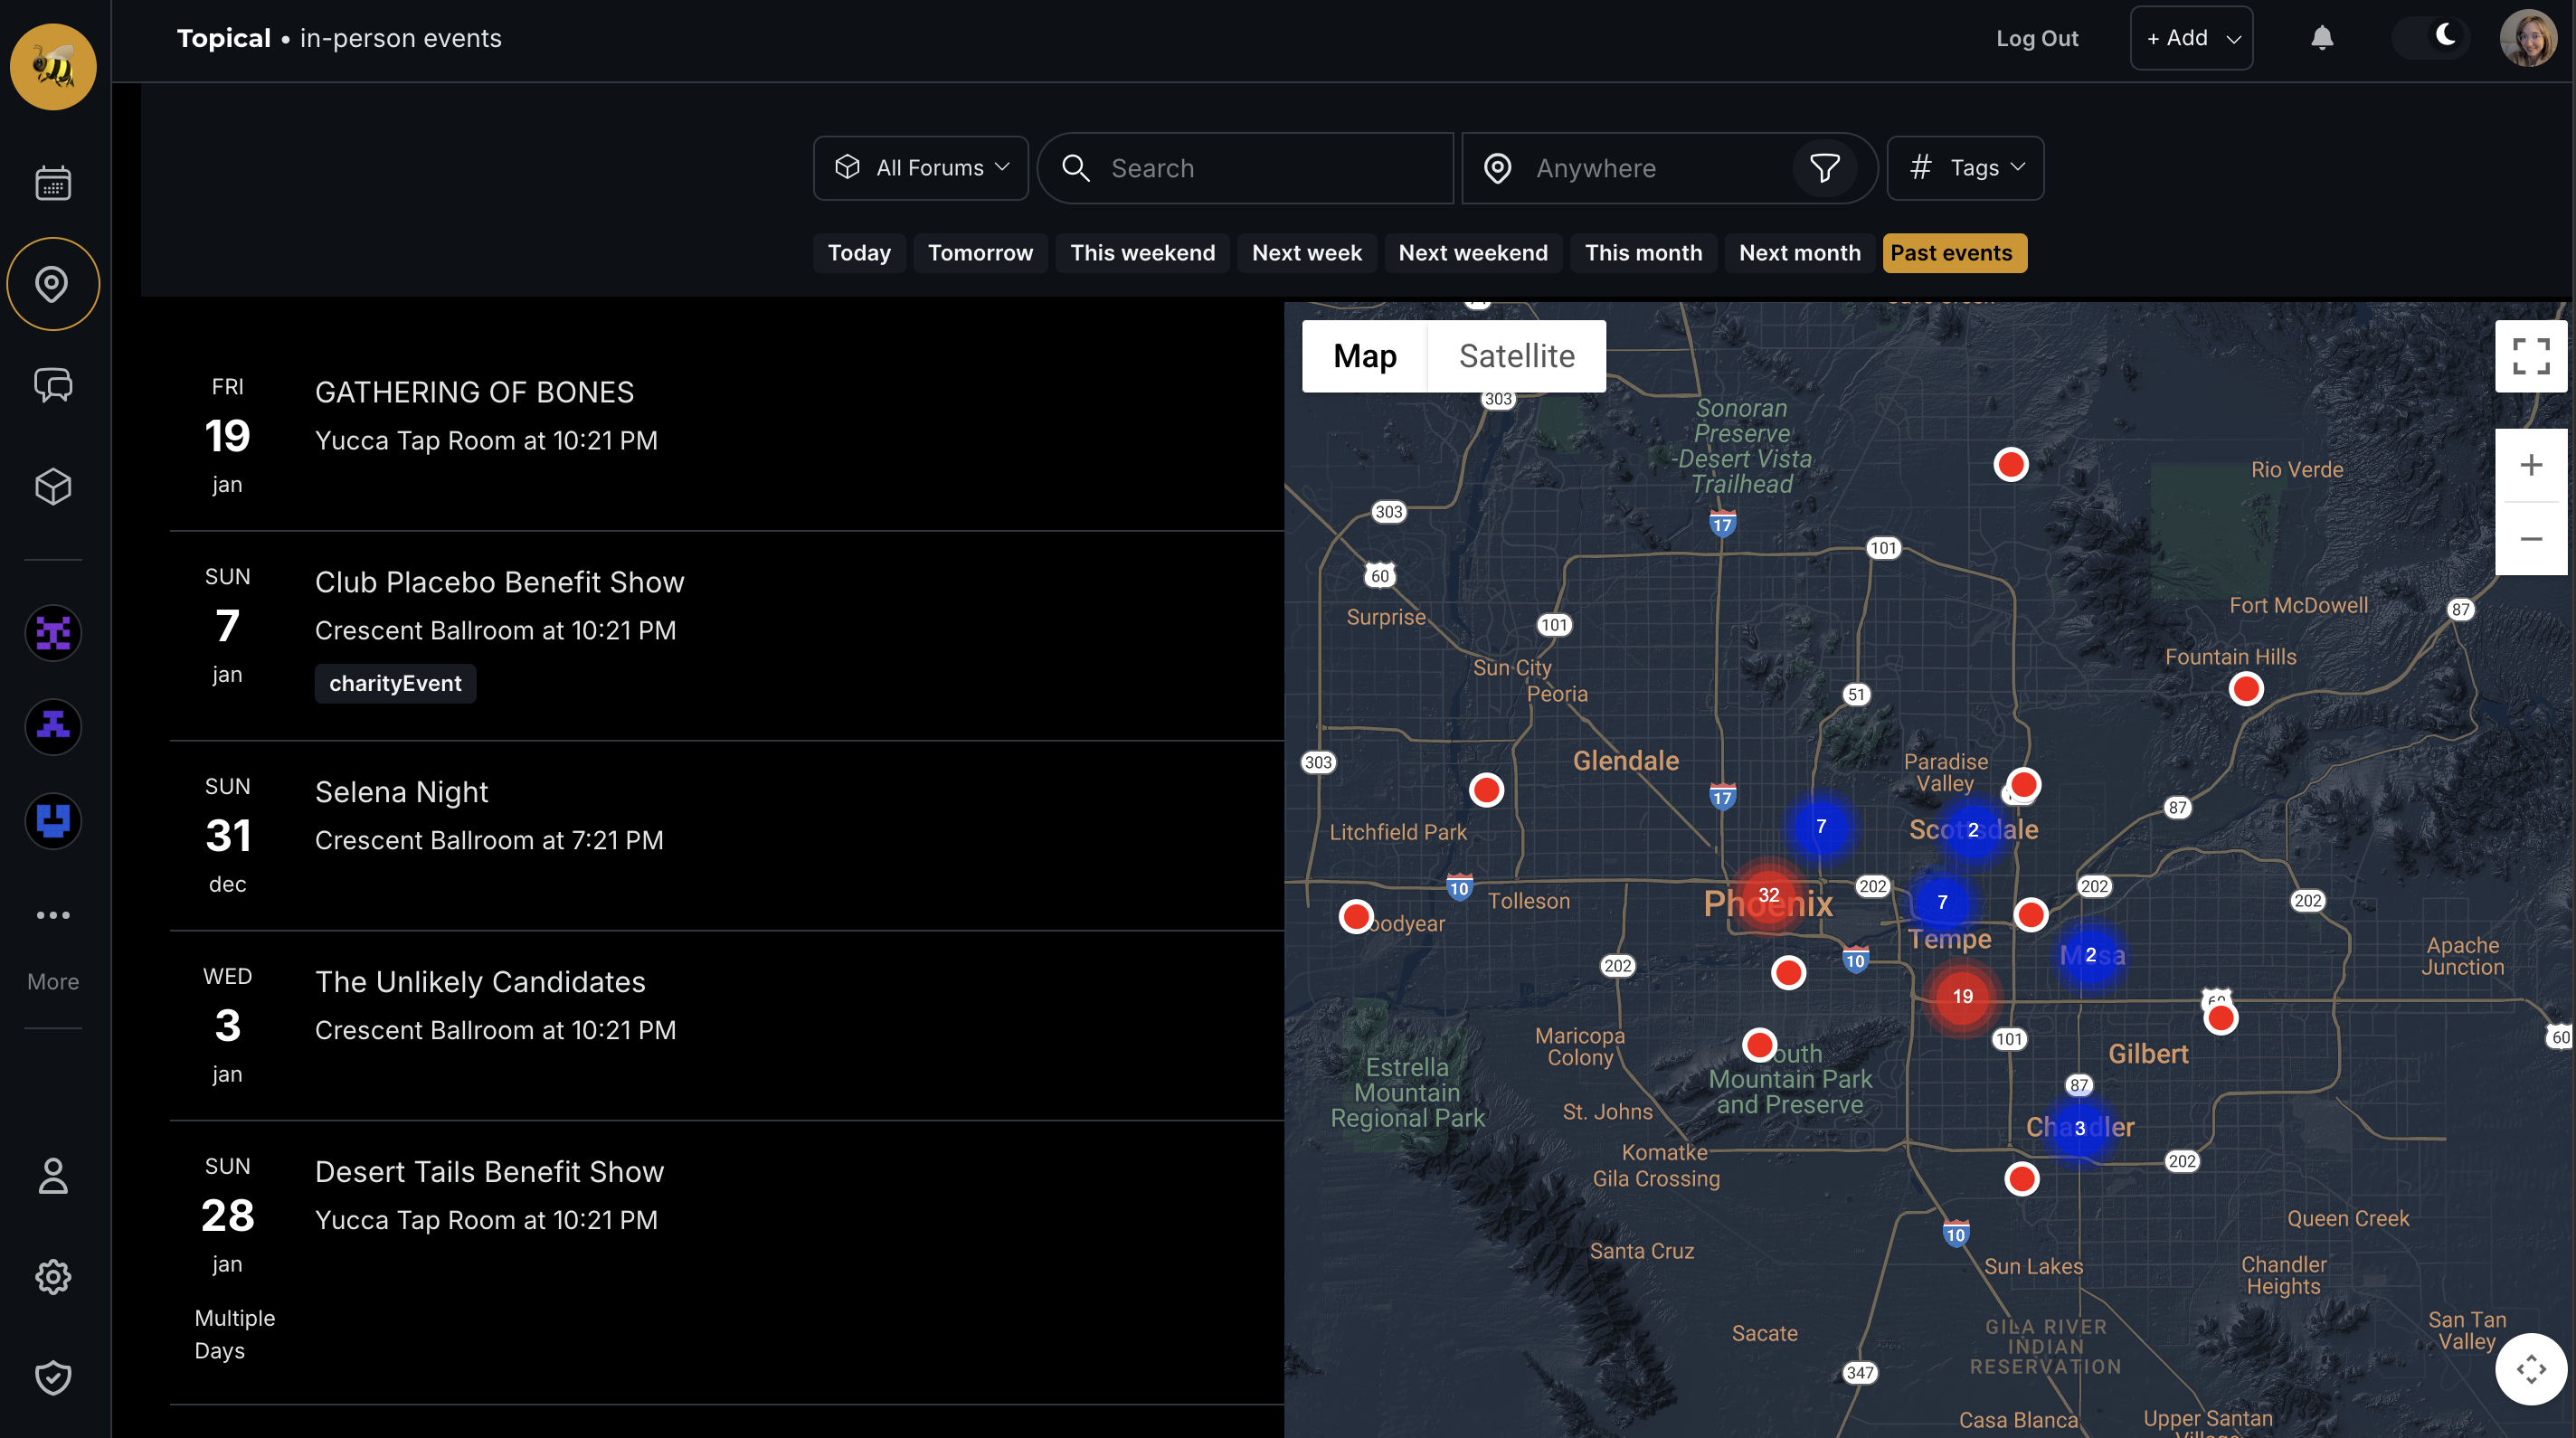 Topical • in-person events
Log Out
+ Add
All Forums
Search
Anywhere
# Tags
Today
Tomorrow
This weekend
Next week
Next weekend
This month
Next month
Past events
FRI
19
jan
GATHERING OF BONES
Yucca Tap Room at 10:21 PM
SUN
7
jan
Club Placebo Benefit Show
Crescent Ballroom at 10:21 PM
charityEvent
SUN
31
dec
Selena Night
Crescent Ballroom at 7:21 PM
WED
3
jan
The Unlikely Candidates
Crescent Ballroom at 10:21 PM
SUN
28
jan
Multiple
Days
Desert Tails Benefit Show
Yucca Tap Room at 10:21 PM
More
Map
Satellite
303
Sonoran
Preserve
-Desert Vista
Trailhead
Rio Verde
303
17
101
60
Surprise
101
Fort McDowell
87
Sun City
Peoria
51
Fountain Hills
303
Glendale
Paradise
Valley
17
87
Litchfield Park
7
Scottsdale
2
10
Tolleson
Phoenix
32
202
7
202
202
oodyear
Tempe
202
10
Mesa
2
Apache
Junction
19
60
Maricopa
Colony
101
60
Estrella
Mountain
Regional Park
outh
Mountain Park
and Preserve
Gilbert
87
St. Johns
Chandler
3
Komatke
Gila Crossing
202
Queen Creek
Santa Cruz
10
Sun Lakes
Chandler
Heights
Sacate
GILA RIVER
INDIAN
RESERVATION
San Tan
Valley
347
Casa Blanca
Upper Santan